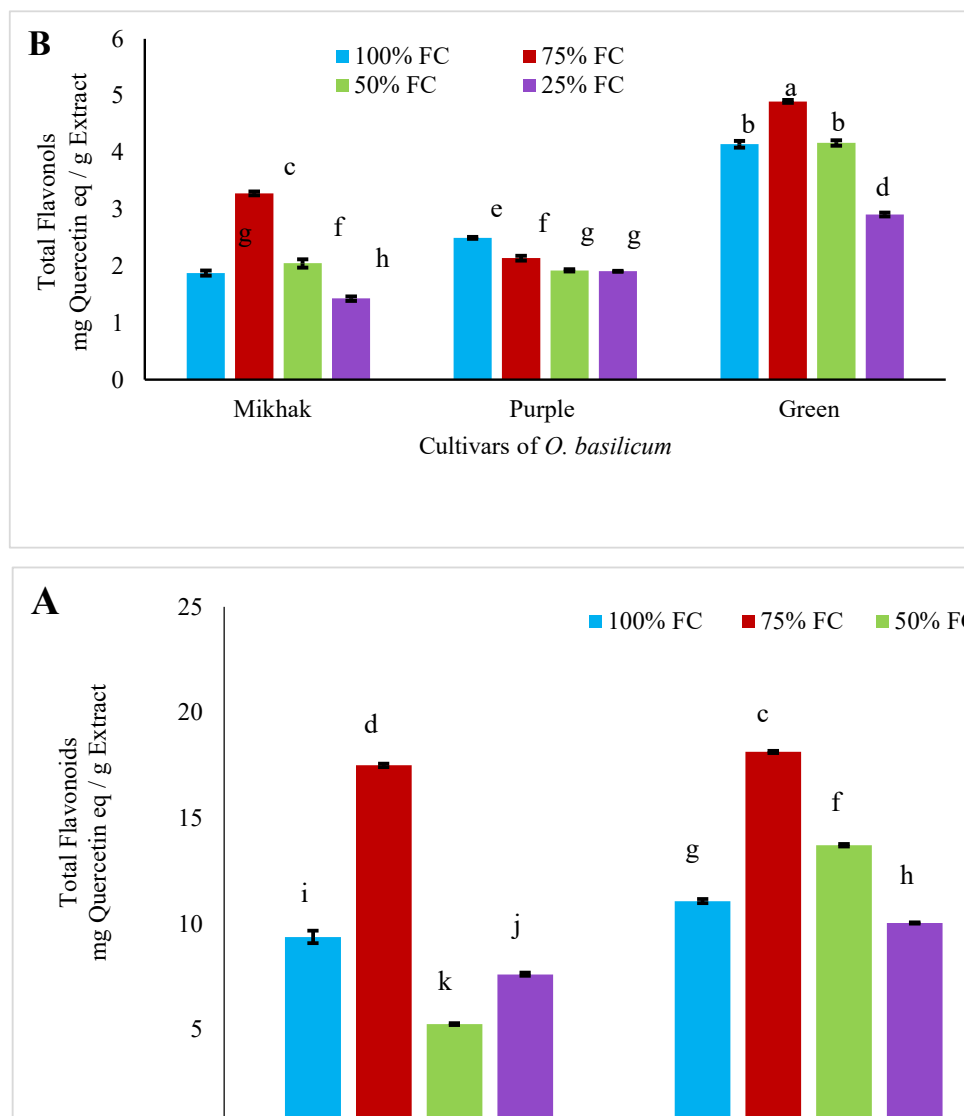 B
6
5
4
3
2
1
0
Total Flavonols
mg Quercetin eq / g Extract
100% FC 75% FC
50% FC 25% FC
g c f h
e f g g
b a b d
Mikhak Purple Green
Cultivars of O. basilicum
A
25
20
15
10
5
Total Flavonoids
mg Quercetin eq / g Extract
100% FC 75% FC 50% FC
i d k j
g c f h